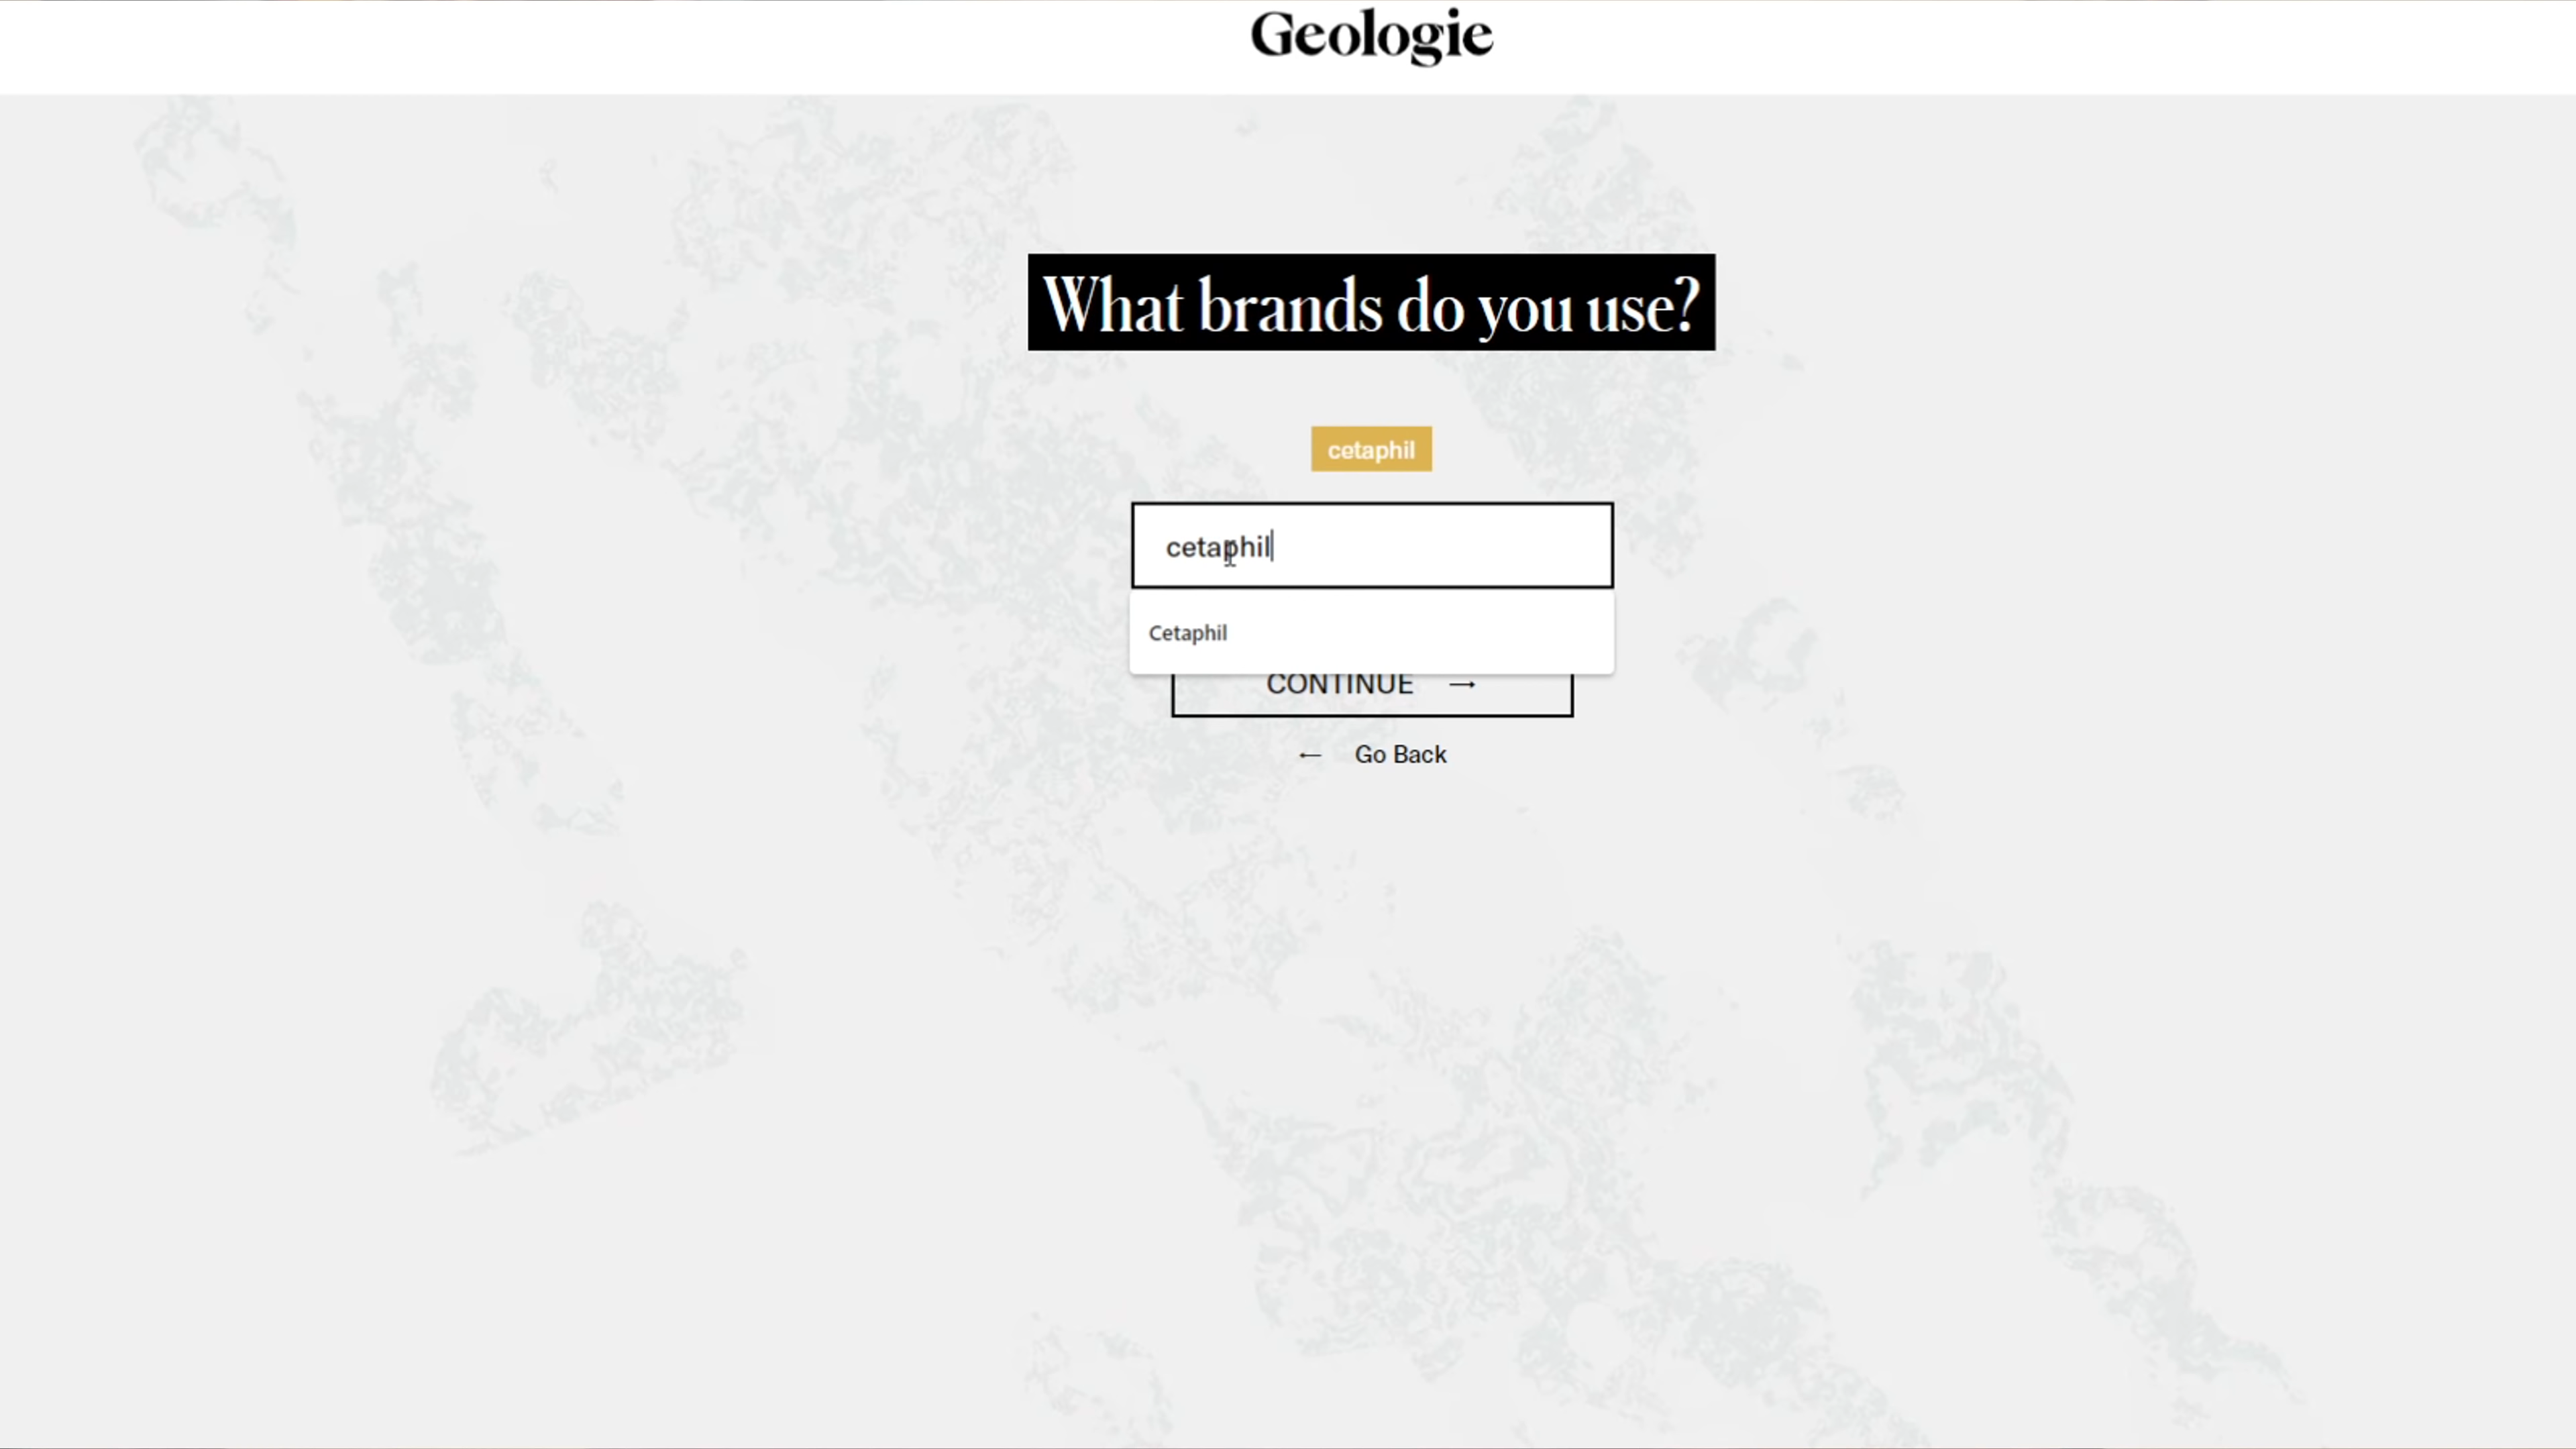 Geologie
What brands do you use?
cetaphil
cetaphil
Cetaphil
CONTINUE →
← Go Back